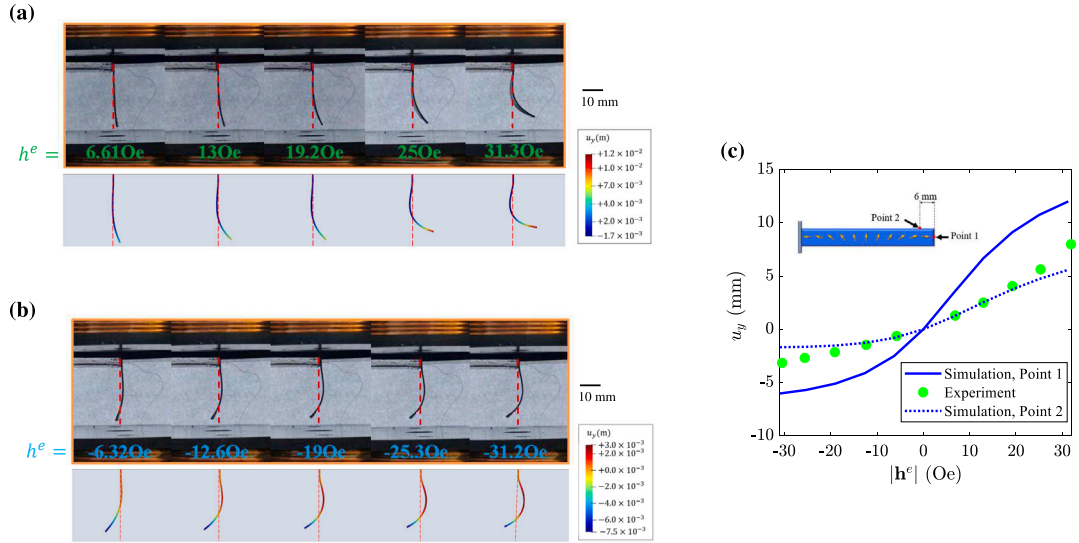 (a)
h^e =
6.61Oe 13Oe 19.2Oe 25Oe 31.3Oe
10 mm
u_y(m)
+1.2 × 10⁻²
+1.0 × 10⁻²
+7.0 × 10⁻³
+4.0 × 10⁻³
+2.0 × 10⁻³
−1.7 × 10⁻³
(b)
h^e =
-6.32Oe -12.6Oe -19Oe -25.3Oe -31.2Oe
10 mm
u_y(m)
+3.0 × 10⁻³
+2.0 × 10⁻³
−0.0 × 10⁻³
−2.0 × 10⁻³
−4.0 × 10⁻³
−6.0 × 10⁻³
−7.5 × 10⁻³
(c)
15
10
5
0
-5
15
u_y (mm)
6 mm
Point 2
Point 1
Simulation, Point 1
Experiment
Simulation, Point 2
-30 -20 -10 0 10 20 30
|h^e| (Oe)